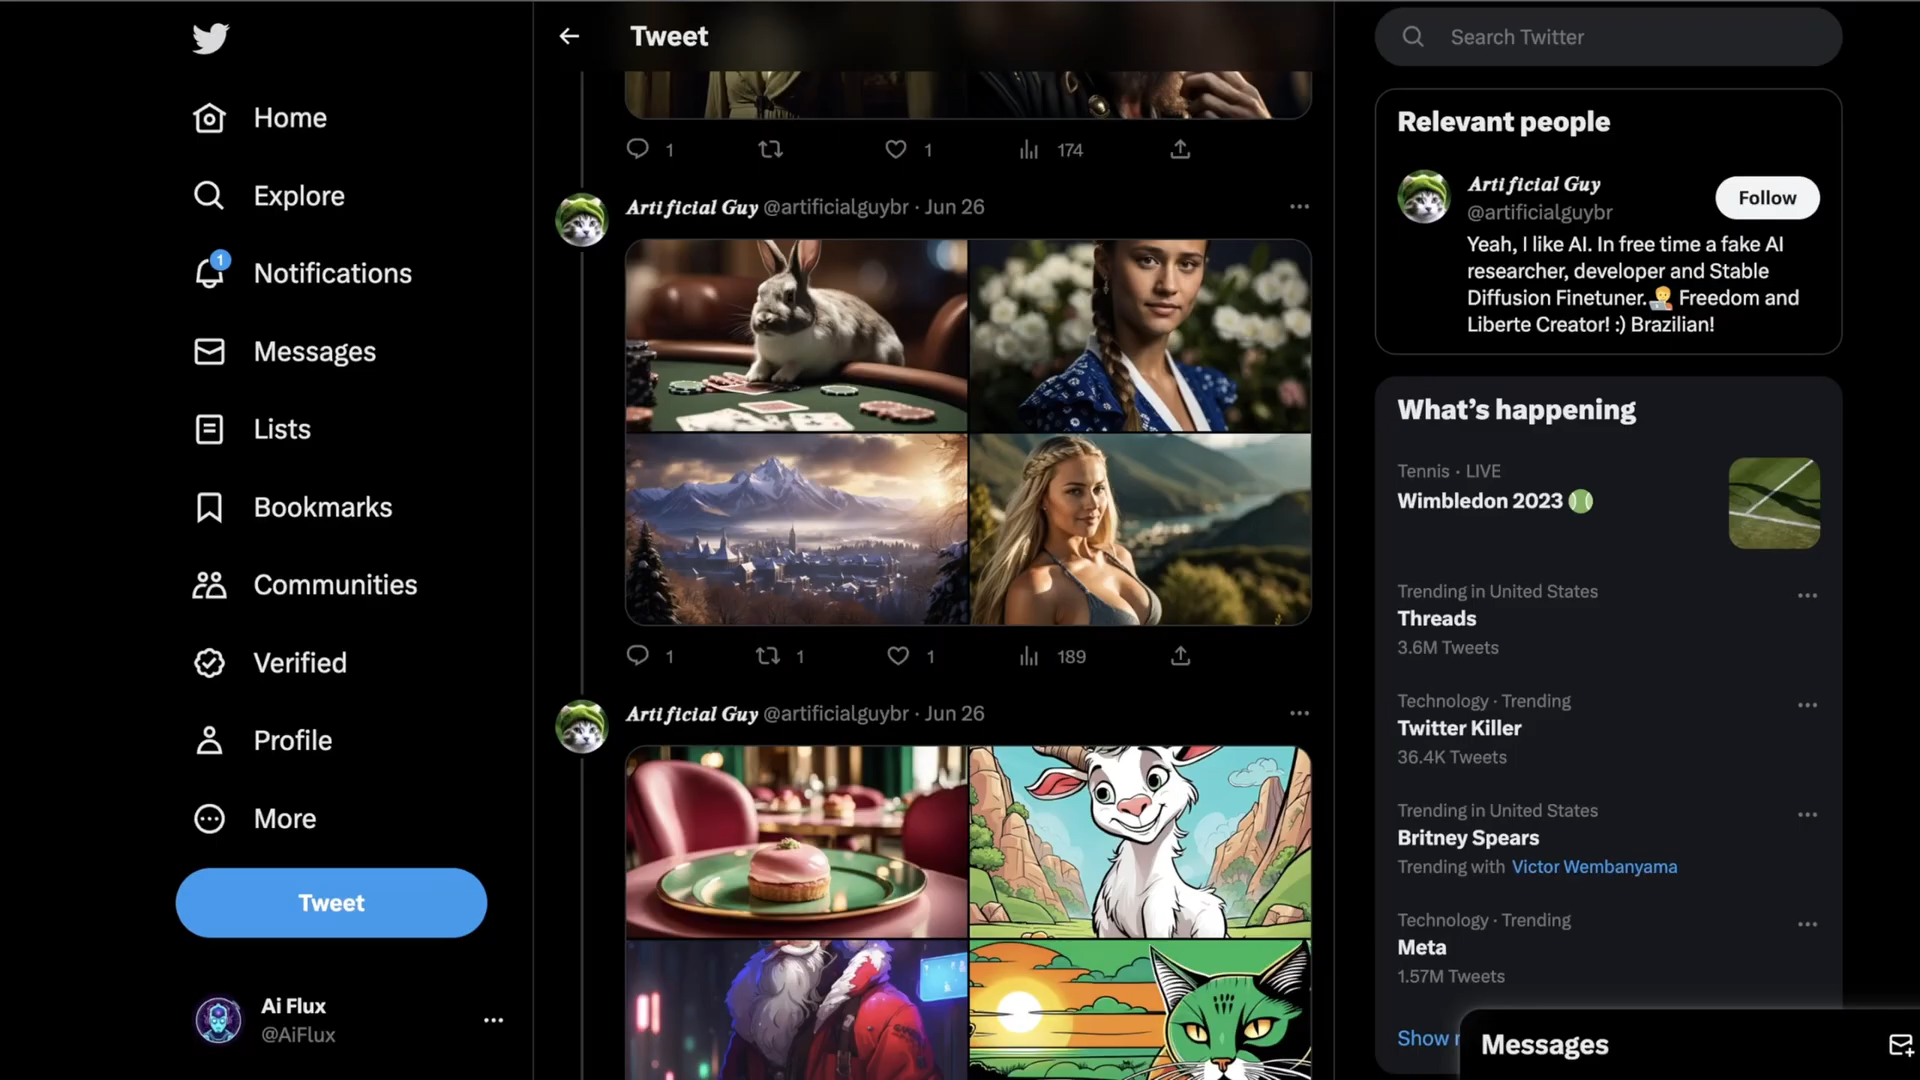 Home
Explore
1
Notifications
Messages
Lists
Bookmarks
Communities
Verified
Profile
More
Tweet
Ai Flux
@AiFlux
Tweet
1
1
174
Artificial Guy @artificialguybr · Jun 26
1
1
1
189
Artificial Guy @artificialguybr · Jun 26
Search Twitter
Relevant people
Artificial Guy
@artificialguybr
Follow
Yeah, I like AI. In free time a fake AI
researcher, developer and Stable
Diffusion Finetuner. Freedom and
Liberte Creator! :) Brazilian!
What's happening
Tennis · LIVE
Wimbledon 2023
Trending in United States
Threads
3.6M Tweets
Technology · Trending
Twitter Killer
36.4K Tweets
Trending in United States
Britney Spears
Trending with Victor Wembanyama
Technology · Trending
Meta
1.57M Tweets
Show
Messages